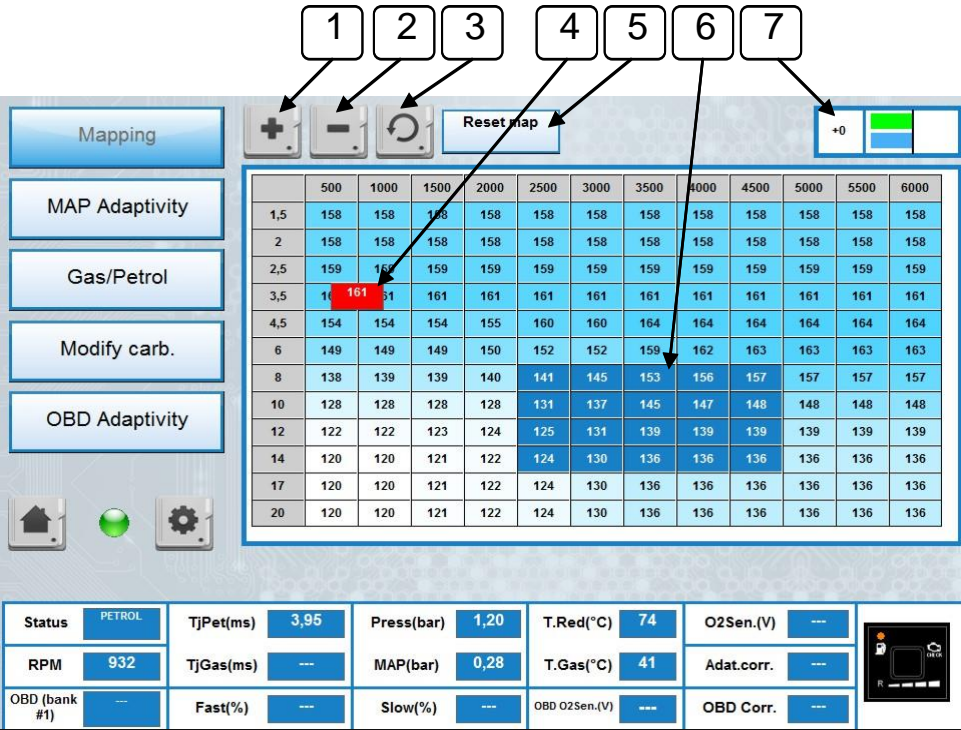 1 2 3 4 5 6 7
Mapping
MAP Adaptivity
Gas/Petrol
Modify carb.
OBD Adaptivity
Reset map
+0
500 1000 1500 2000 2500 3000 3500 4000 4500 5000 5500 6000
1,5 158 158 158 158 158 158 158 158 158 158 158 158
2 158 158 158 158 158 158 158 158 158 158 158 158
2,5 159 159 159 159 159 159 159 159 159 159 159 159
3,5 161 161 161 161 161 161 161 161 161 161 161
4,5 154 154 154 155 160 160 164 164 164 164 164 164
6 149 149 149 150 152 152 159 162 163 163 163 163
8 138 139 139 140 141 145 153 156 157 157 157 157
10 128 128 128 128 131 137 145 147 148 148 148 148
12 122 122 123 124 125 131 139 139 139 139 139 139
14 120 120 121 122 124 130 136 136 136 136 136 136
17 120 120 121 122 124 130 136 136 136 136 136 136
20 120 120 121 122 124 130 136 136 136 136 136 136
Status PETROL TjPet(ms) 3,95 Press(bar) 1,20 T.Red(°C) 74 O2Sen.(V) ---
RPM 932 TjGas(ms) --- MAP(bar) 0,28 T.Gas(°C) 41 Adat.corr. ---
OBD (bank #1) --- Fast(%) --- Slow(%) --- OBD O2Sen.(V) --- OBD Corr. ---
CHECK
R